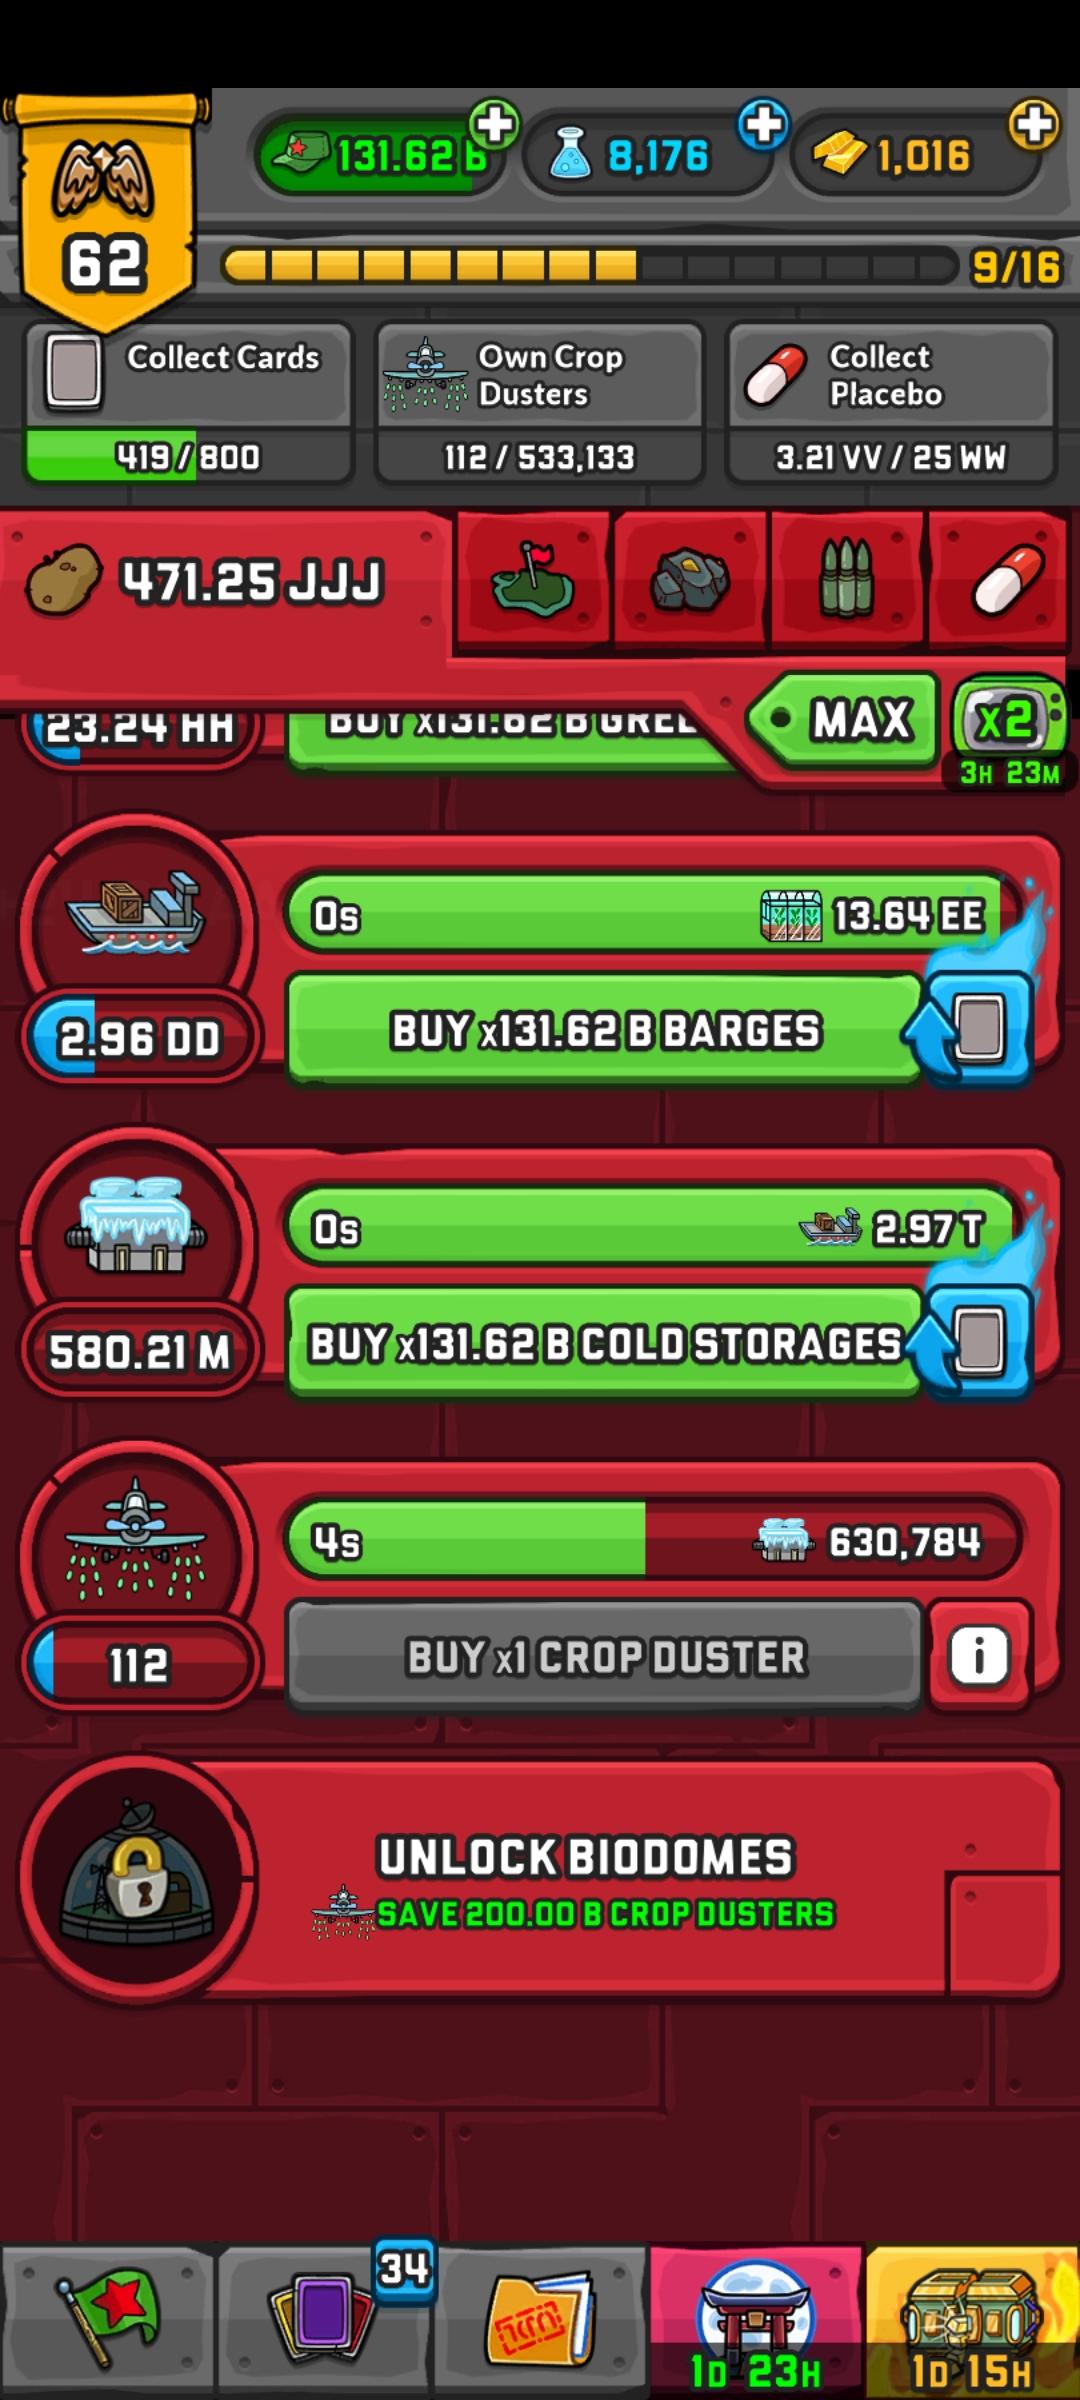 131.62 B
8,176
1,016
62
9/16
Collect Cards
419 / 800
Own Crop
Dusters
112 / 533,133
Collect
Placebo
3.21 VV / 25 WW
471.25 JJJ
MAX
x2
3H 23M
23.24 HH
BUY x131.62 B
0s
13.64 EE
2.96 DD
BUY x131.62 B BARGES
0s
2.97 T
580.21 M
BUY x131.62 B COLD STORAGES
4s
630,784
112
BUY x1 CROP DUSTER
i
UNLOCK BIODOMES
SAVE 200.00 B CROP DUSTERS
34
1D 23H
1D 15H